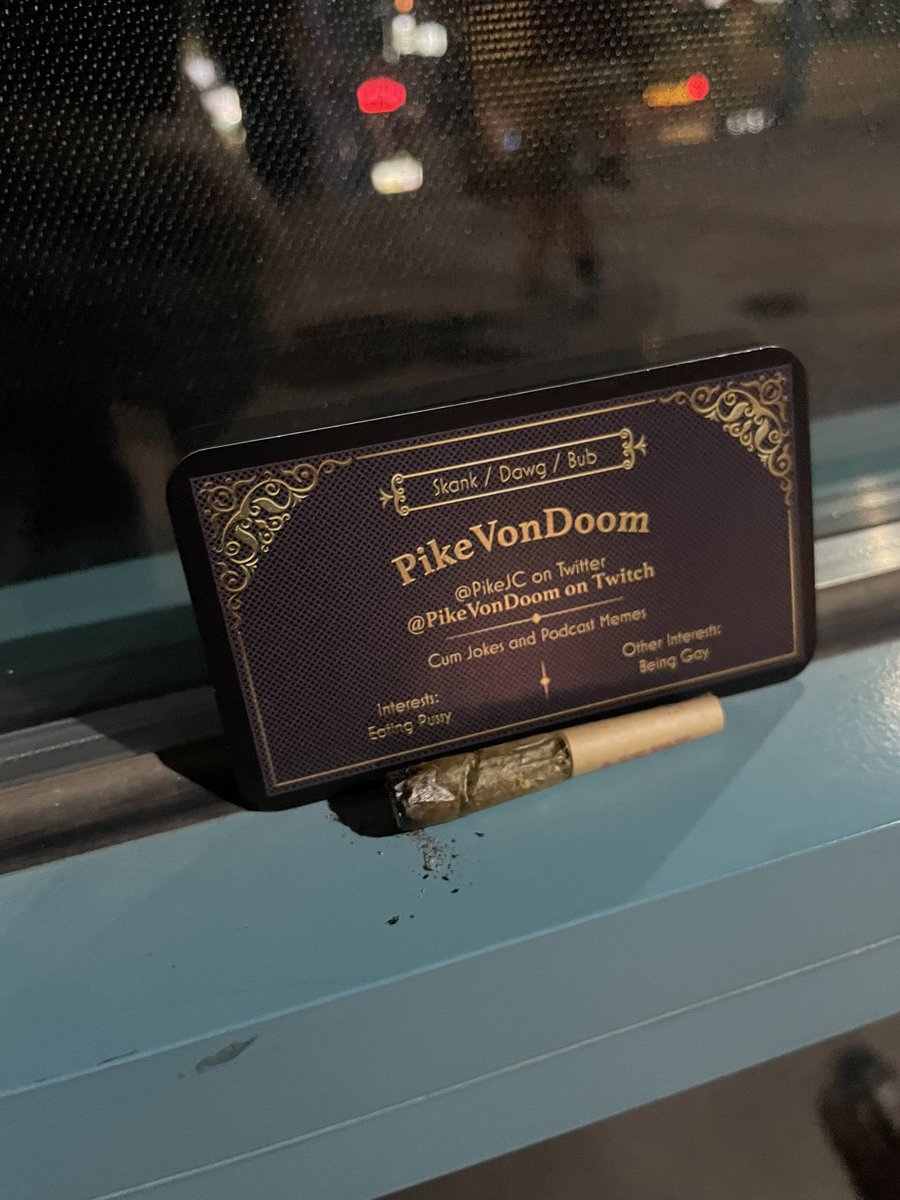 Skank / Dawg / Bub
PikeVonDoom
@PikeJC on Twitter
@PikeVonDoom on Twitch
Cum Jokes and Podcast Memes
Interests:
Eating Pussy
Other Interests:
Being Gay